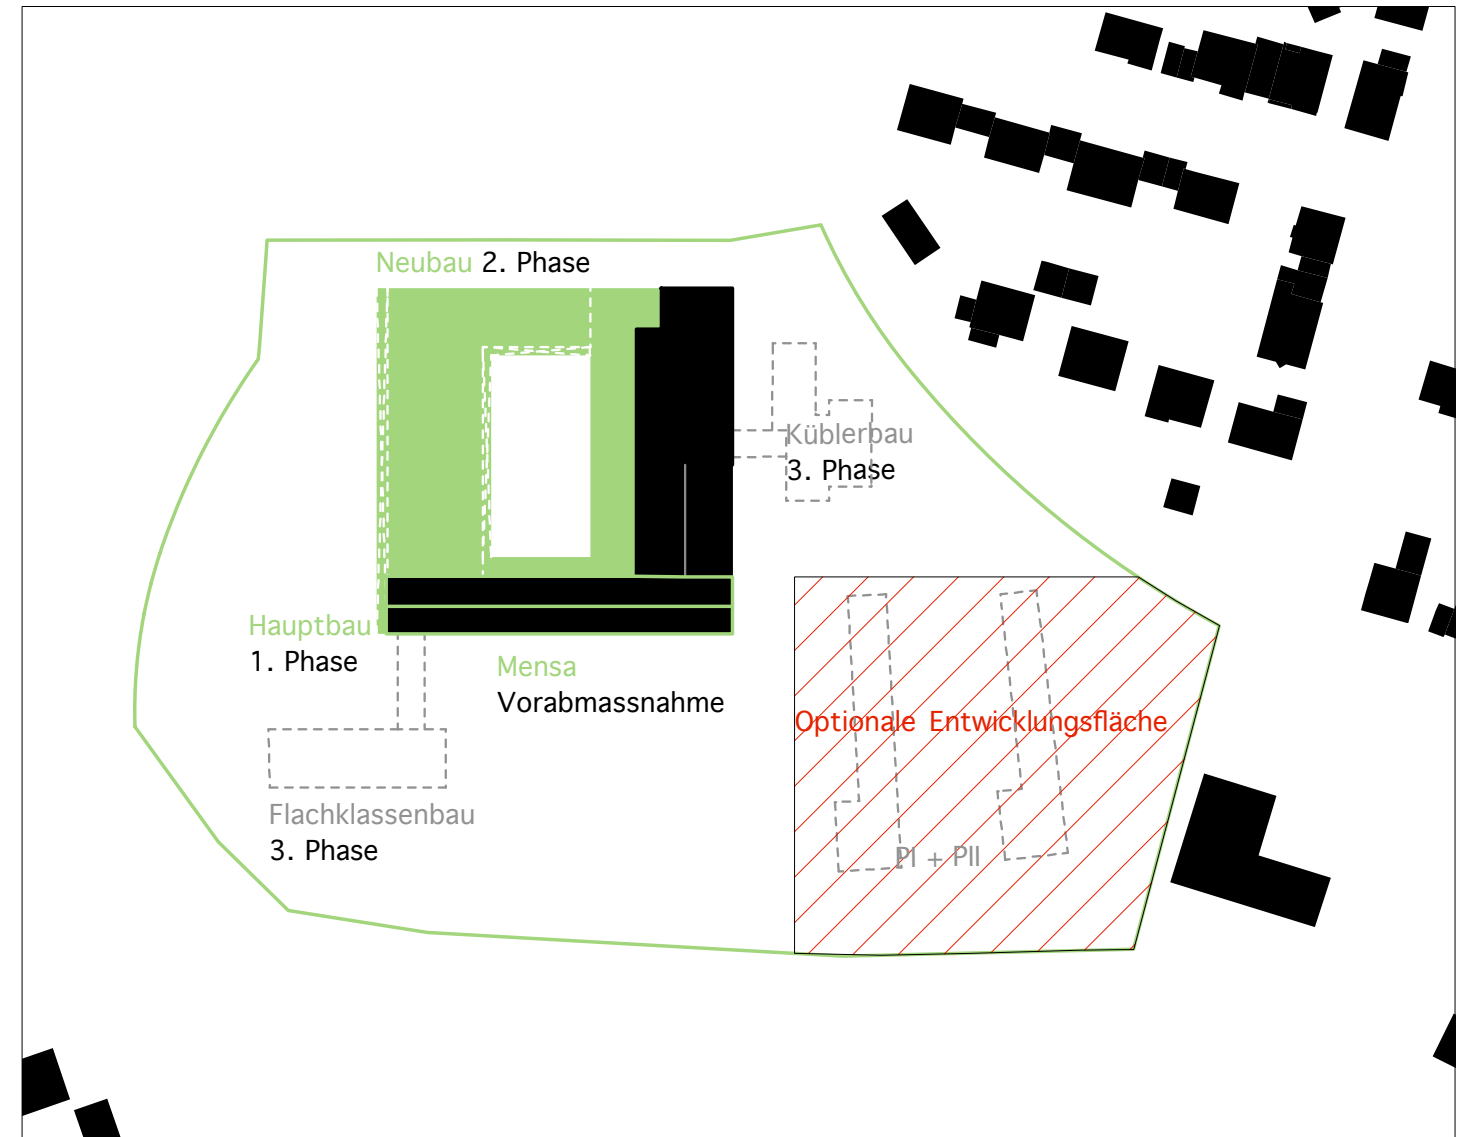 Neubau 2. Phase
Küblerbau
3. Phase
Hauptbau
1. Phase
Mensa
Vorabmassnahme
Optionale Entwicklungsfläche
Flachklassenbau
3. Phase
PI + PII